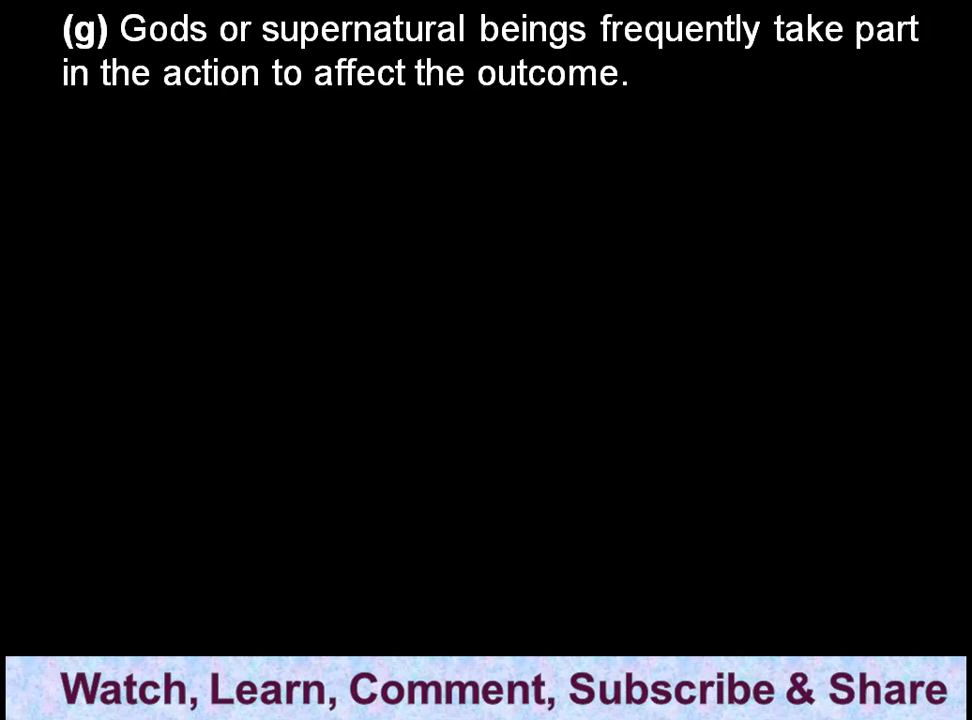 (g) Gods or supernatural beings frequently take part
in the action to affect the outcome.
Watch, Learn, Comment, Subscribe & Share